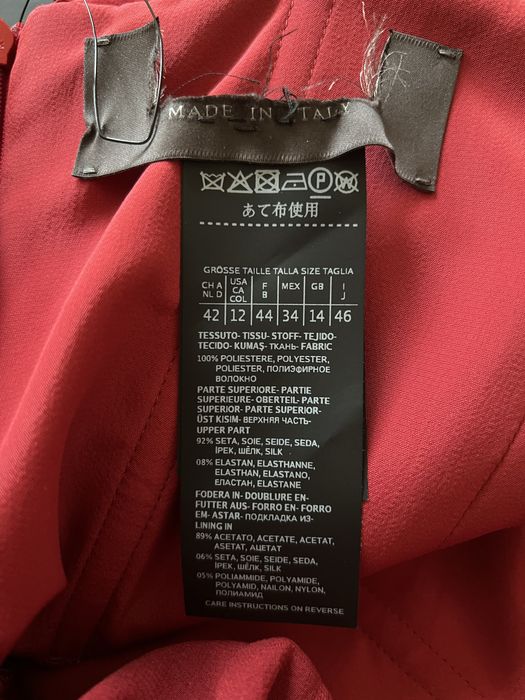 MADE IN ITALY
あて布使用
GRÖSSE TAILLE TALLA SIZE TAGLIA
CH A NL D USA CA COL F B MEX GB I J
42 12 44 34 14 46
TESSUTO- TISSU- STOFF- TEJIDO-
TECIDO- KUMAŞ- ТКАНЬ- FABRIC
100% POLIESTERE, POLYESTER,
POLIESTER, ПОЛИЭФИРНОЕ
ВОЛОКНО
PARTE SUPERIORE- PARTIE
SUPERIEURE- OBERTEIL- PARTE
SUPERIOR- PARTE SUPERIOR-
ÜST KISIM- ВЕРХНЯЯ ЧАСТЬ-
UPPER PART
92% SETA, SOIE, SEIDE, SEDA,
İPEK, ШЁЛК, SILK
08% ELASTAN, ELASTHANNE,
ELASTHAN, ELASTANO,
ЕЛАСТАН, ELASTANE
FODERA IN- DOUBLURE EN-
FUTTER AUS- FORRO EN- FORRO
EM- ASTAR- ПОДКЛАДКА ИЗ-
LINING IN
89% ACETATO, ACETATE, ACETAT,
ASETAT, АЦЕТАТ
06% SETA, SOIE, SEIDE, SEDA,
İPEK, ШЁЛК, SILK
05% POLIAMMIDE, POLYAMIDE,
POLYAMID, NAILON, NYLON,
ПОЛИАМИД
CARE INSTRUCTIONS ON REVERSE